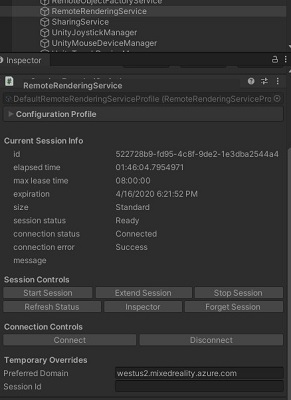 RemoteObjectFactoryService
RemoteRenderingService
SharingService
UnityJoystickManager
UnityMouseDeviceManager
Inspector
RemoteRenderingService
DefaultRemoteRenderingServiceProfile (RemoteRenderingServicePro
Configuration Profile
Current Session Info
id 522728b9-fd95-4c8f-9de2-1e3dba2544a4
elapsed time 01:46:04.7954971
max lease time 08:00:00
expiration 4/16/2020 6:21:52 PM
size Standard
session status Ready
connection status Connected
connection error Success
message
Session Controls
Start Session Extend Session Stop Session
Refresh Status Inspector Forget Session
Connection Controls
Connect Disconnect
Temporary Overrides
Preferred Domain westus2.mixedreality.azure.com
Session Id